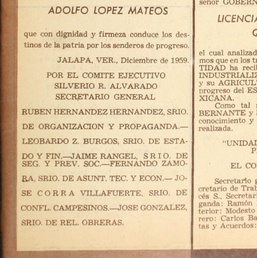 ADOLFO LOPEZ MATEOS
que con dignidad y firmeza conduce los des-
tinos de la patria por los senderos de progreso.
JALAPA, VER., Diciembre de 1959.
POR EL COMITE EJECUTIVO
SILVERIO R. ALVARADO
SECRETARIO GENERAL
RUBEN HERNANDEZ HERNANDEZ, SRIO.
DE ORGANIZACION Y PROPAGANDA.—
LEOBARDO Z. BURGOS, SRIO. DE ESTA-
DO Y FIN.—JAIME RANGEL, SRIO. DE
SEG. Y PREV. SOC.—FERNANDO ZAMO-
RA, SRIO. DE ASUNT. TEC. Y ECON.— JO-
SE CORRA VILLAFUERTE, SRIO. DE
CONFL. CAMPESINOS.—JOSE GONZALEZ,
SRIO. DE REL. OBRERAS.
señor GOBERN
LICENCIA
Q
el cual analizad
mos que en los tr
TIDAD ha recib
INDUSTRIALIZ
y su AGRICUL
progreso del ES
XICANA.
Como tal
BERNANTE y S
conocimiento y
realizada.
"UNIDA
P
EL CO
Secretario g
cretario de Trab
cés S., Secretar
ganda: Ramón
terior: Modesto
rero: Carlos Ba
tas y Acuerdos: